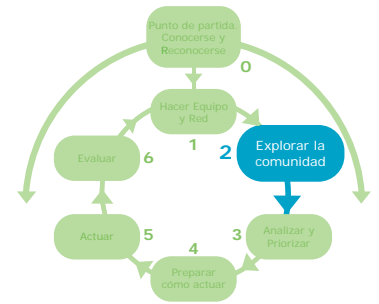 Punto de partida
Conocerse y
Reconocerse
0
Hacer Equipo
y Red
1
2
Explorar la
comunidad
Evaluar
6
Actuar
5
3
Analizar y
Priorizar
4
Preparar
cómo actuar